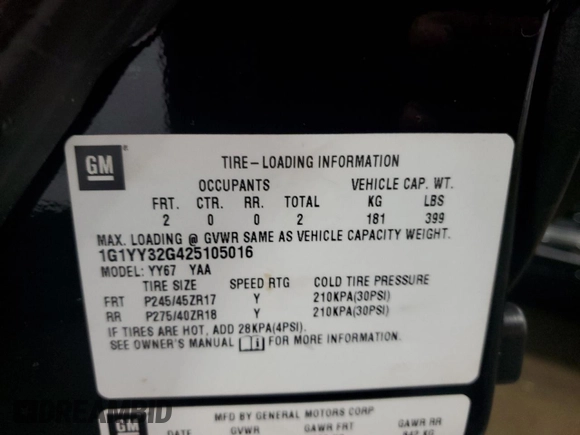 GM
TIRE-LOADING INFORMATION
OCCUPANTS VEHICLE CAP. WT.
FRT. CTR. RR. TOTAL KG LBS
2 0 0 2 181 399
MAX. LOADING @ GVWR SAME AS VEHICLE CAPACITY WEIGHT.
1G1YY32G425105016
MODEL: YY67 YAA
TIRE SIZE SPEED RTG COLD TIRE PRESSURE
FRT P245/45ZR17 Y 210KPA(30PSI)
RR P275/40ZR18 Y 210KPA(30PSI)
IF TIRES ARE HOT, ADD 28KPA(4PSI).
SEE OWNER'S MANUAL FOR MORE INFORMATION.
MFD BY GENERAL MOTORS CORP
GM
DATE GVWR GAWR FRT GAWR RR
DREAMBID